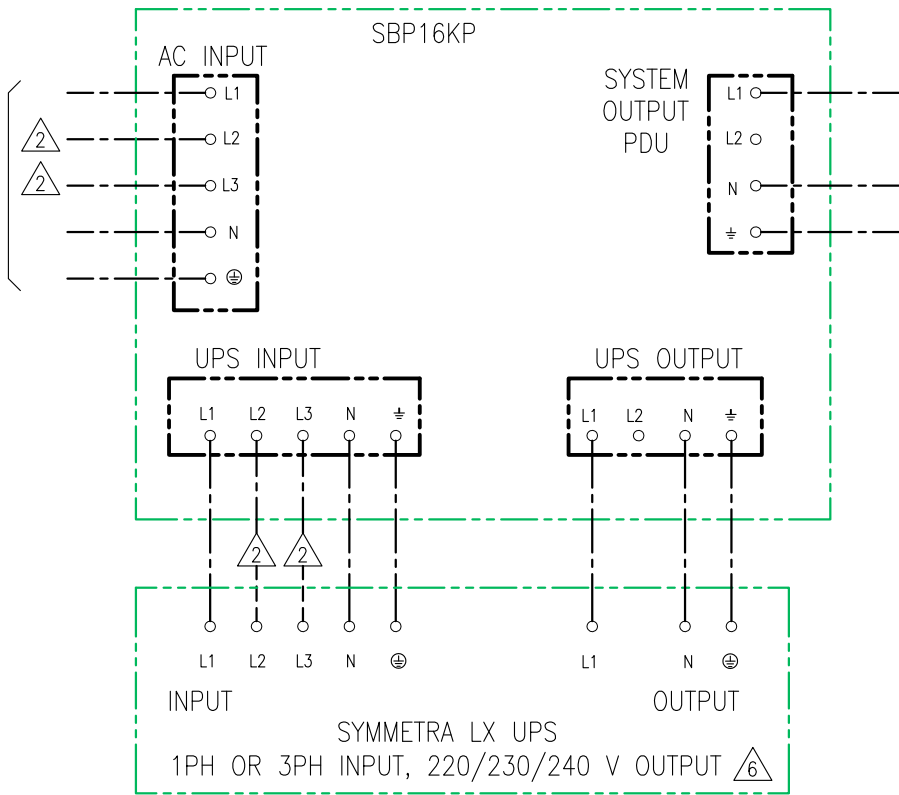 SBP16KP
AC INPUT
L1
2 L2
2 L3
N
SYSTEM
OUTPUT
PDU
L1
L2
N
UPS INPUT
L1 L2 L3 N
UPS OUTPUT
L1 L2 N
2 2
L1 L2 L3 N
L1 N
INPUT
OUTPUT
SYMMETRA LX UPS
1PH OR 3PH INPUT, 220/230/240 V OUTPUT 6